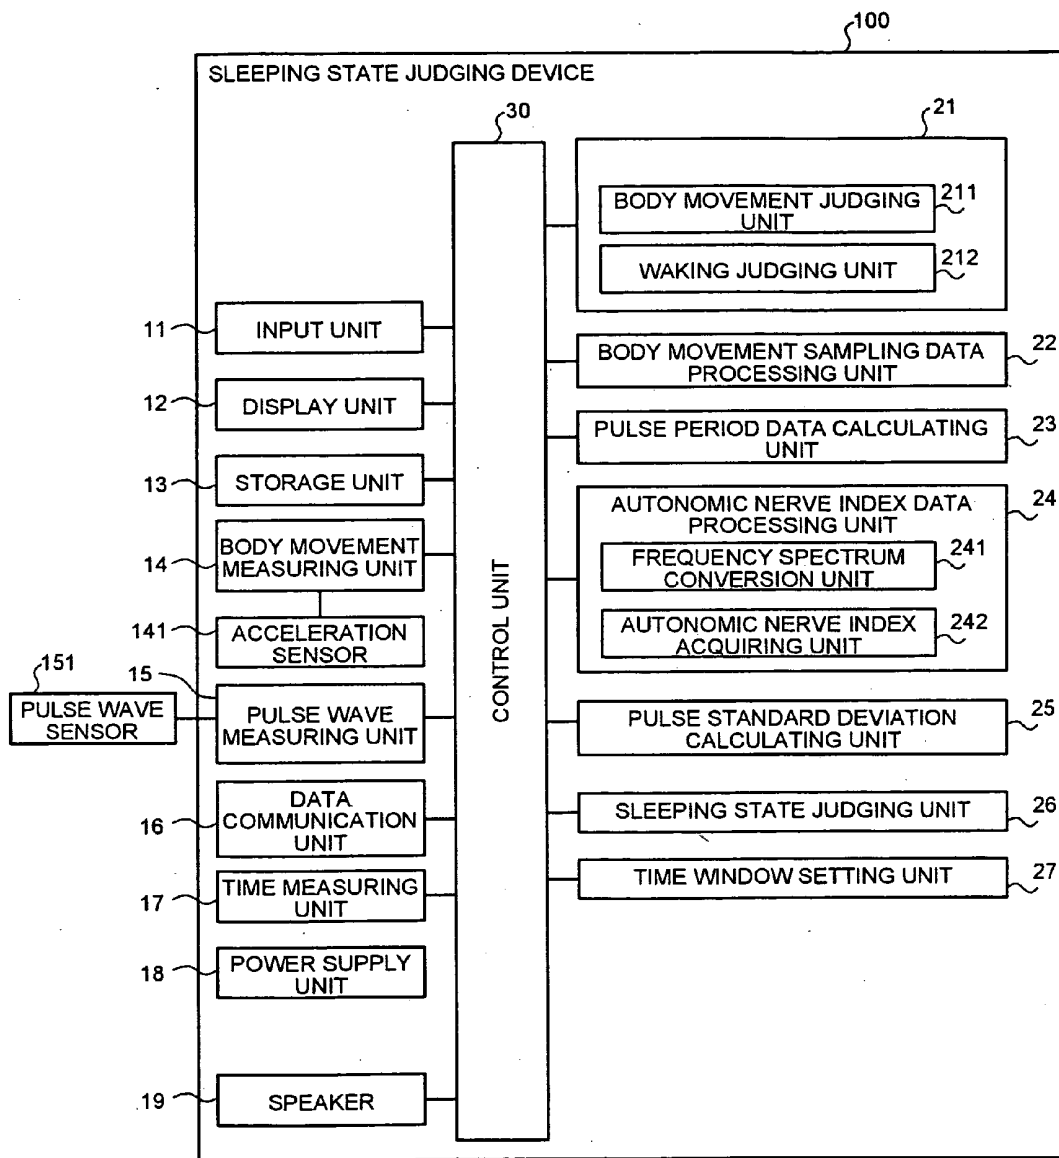 100
SLEEPING STATE JUDGING DEVICE
30
21
BODY MOVEMENT JUDGING
UNIT
211
WAKING JUDGING UNIT
212
11
INPUT UNIT
12
DISPLAY UNIT
13
STORAGE UNIT
14
BODY MOVEMENT
MEASURING UNIT
141
ACCELERATION
SENSOR
151
PULSE WAVE
SENSOR
15
PULSE WAVE
MEASURING UNIT
16
DATA
COMMUNICATION
UNIT
17
TIME MEASURING
UNIT
18
POWER SUPPLY
UNIT
19
SPEAKER
CONTROL UNIT
BODY MOVEMENT SAMPLING DATA
PROCESSING UNIT
22
PULSE PERIOD DATA CALCULATING
UNIT
23
AUTONOMIC NERVE INDEX DATA
PROCESSING UNIT
24
FREQUENCY SPECTRUM
CONVERSION UNIT
241
AUTONOMIC NERVE INDEX
ACQUIRING UNIT
242
PULSE STANDARD DEVIATION
CALCULATING UNIT
25
SLEEPING STATE JUDGING UNIT
26
TIME WINDOW SETTING UNIT
27